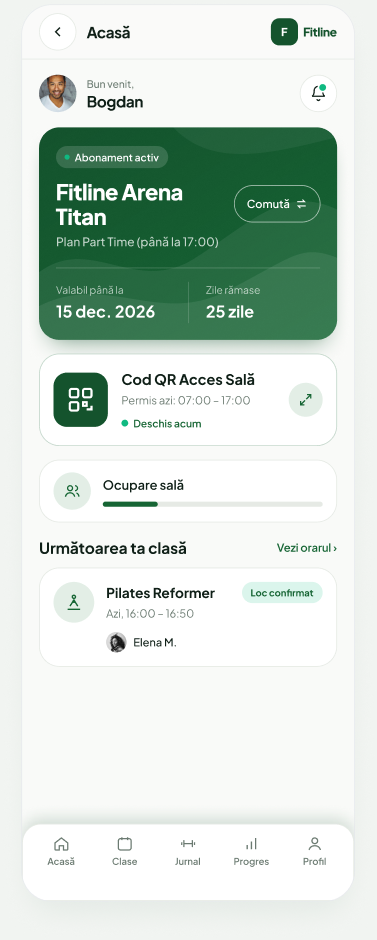 Acasă
F Fitline
Bun venit,
Bogdan
Abonament activ
Fitline Arena
Titan
Comută
Plan Part Time (până la 17:00)
Valabil până la
15 dec. 2026
Zile rămase
25 zile
Cod QR Acces Sală
Permis azi: 07:00 – 17:00
Deschis acum
Ocupare sală
Următoarea ta clasă
Vezi orarul ›
Pilates Reformer
Loc confirmat
Azi, 16:00 – 16:50
Elena M.
Acasă
Clase
Jurnal
Progres
Profil